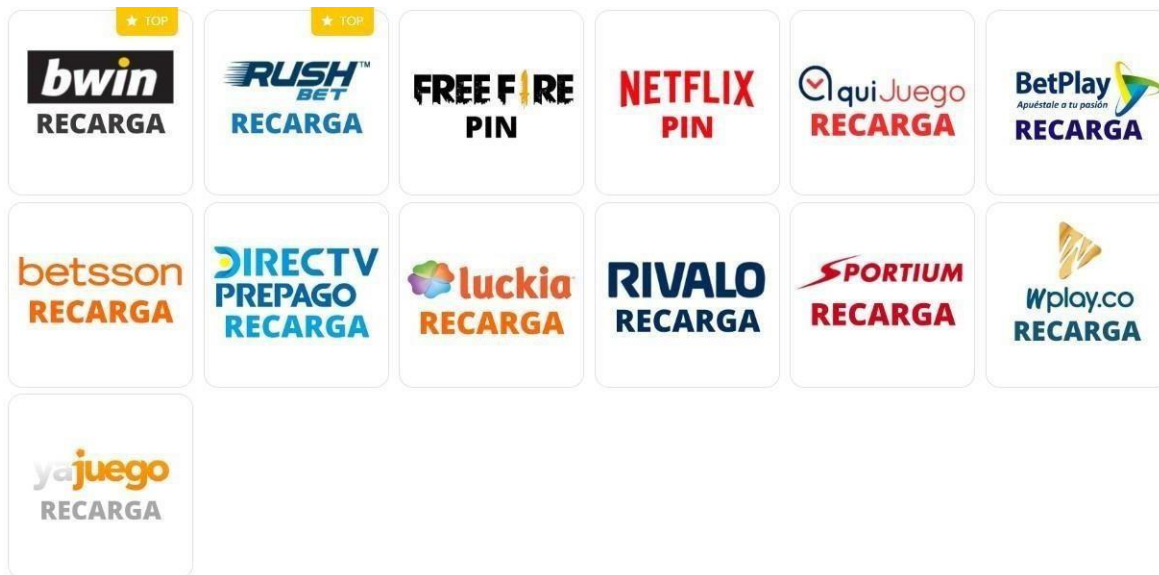 ★ TOP
bwin
RECARGA
★ TOP
RUSH™
BET
RECARGA
FREE FIRE
PIN
NETFLIX
PIN
aquiJuego
RECARGA
BetPlay
Apuéstale a tu pasión
RECARGA
betsson
RECARGA
DIRECTV
PREPAGO
RECARGA
luckia
RECARGA
RIVALO
RECARGA
SPORTIUM
RECARGA
Wplay.co
RECARGA
yajuego
RECARGA